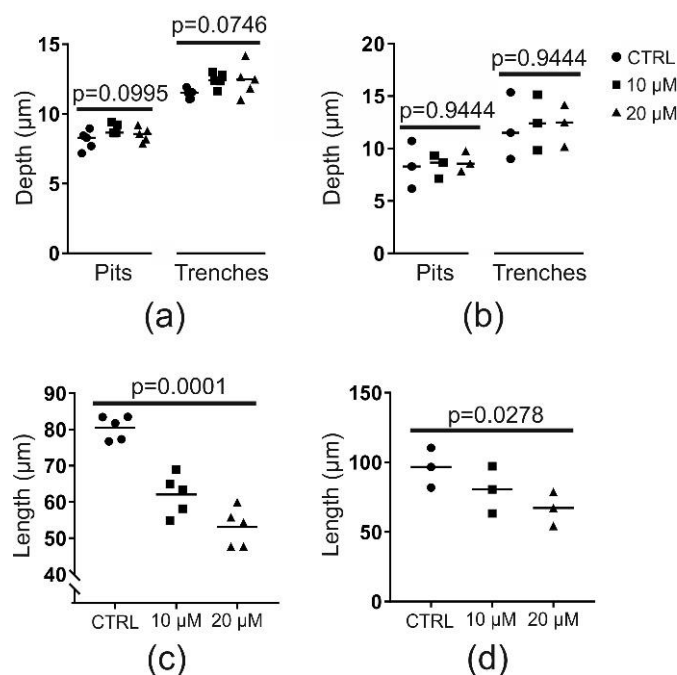 p=0.0746
15
p=0.0995
10
5
0
Depth (µm)
Pits
Trenches
(a)
20
p=0.9444
15
p=0.9444
10
5
0
Depth (µm)
Pits
Trenches
(b)
CTRL
10 µM
20 µM
p=0.0001
90
80
70
60
50
40
Length (µm)
CTRL
10 µM
20 µM
(c)
150
p=0.0278
100
50
0
Length (µm)
CTRL
10 µM
20 µM
(d)